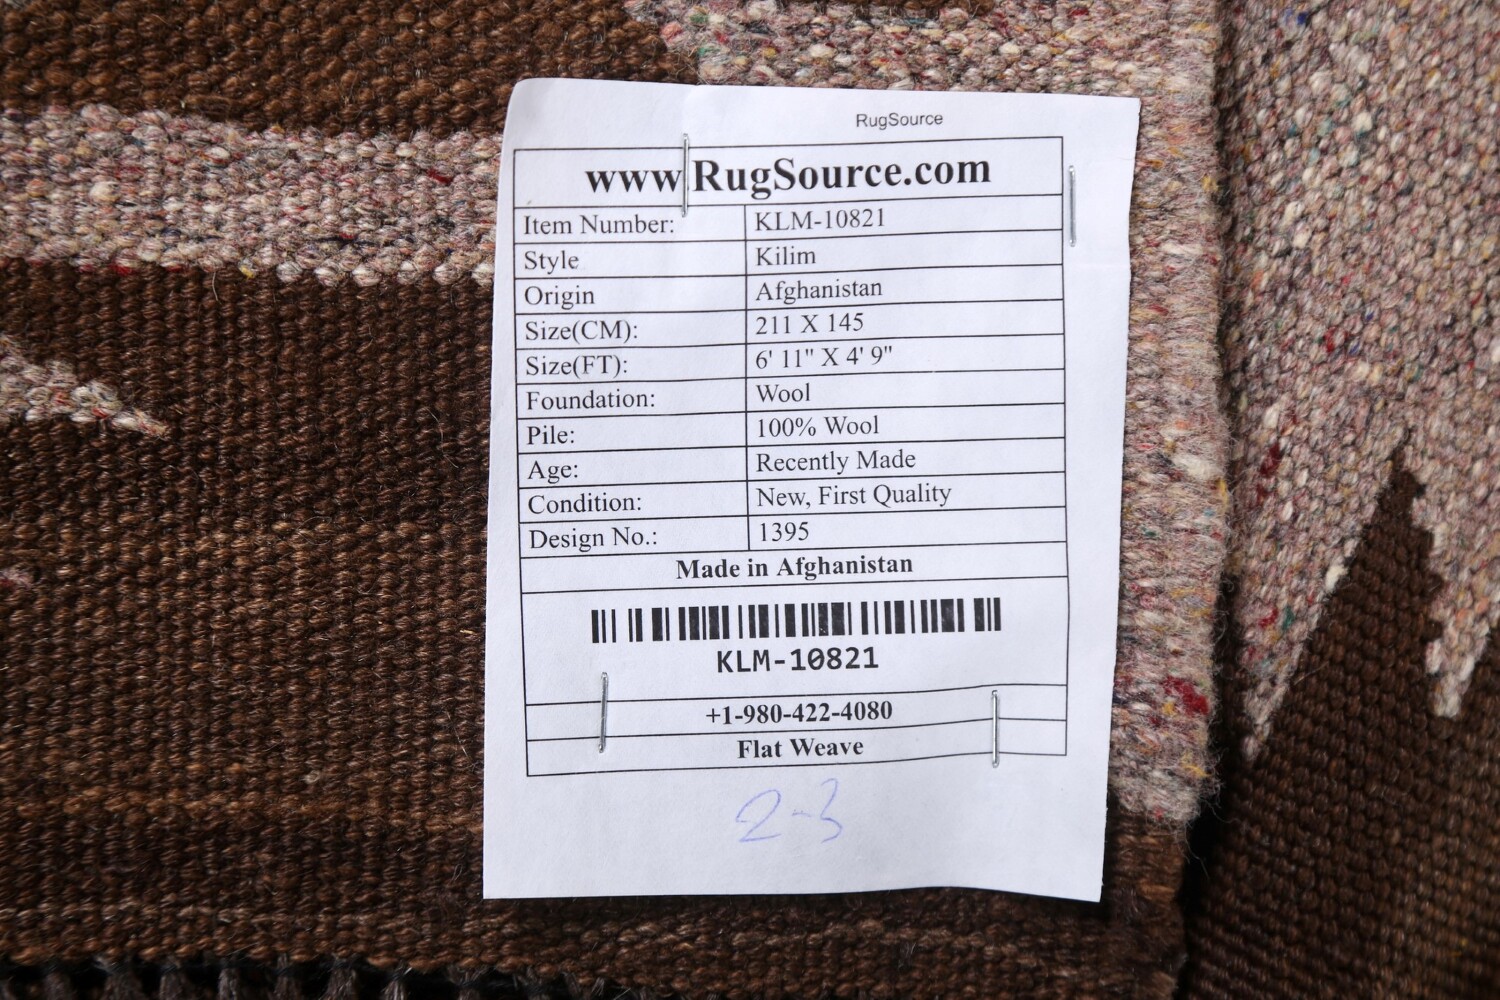 RugSource
www.RugSource.com
Item Number: KLM-10821
Style Kilim
Origin Afghanistan
Size(CM): 211 X 145
Size(FT): 6' 11" X 4' 9"
Foundation: Wool
Pile: 100% Wool
Age: Recently Made
Condition: New, First Quality
Design No.: 1395
Made in Afghanistan
KLM-10821
+1-980-422-4080
Flat Weave
2-3